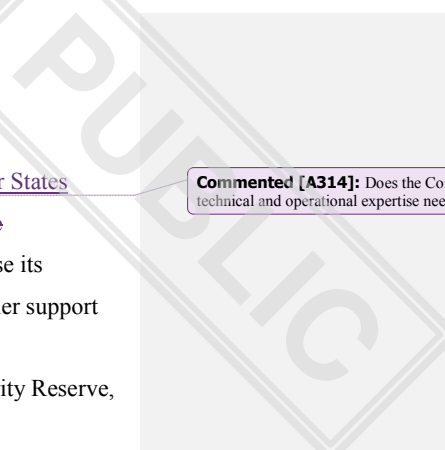 r States
Commented [A314]: Does the Co
technical and operational expertise nee
se its
er support
ity Reserve,
PUBLIC